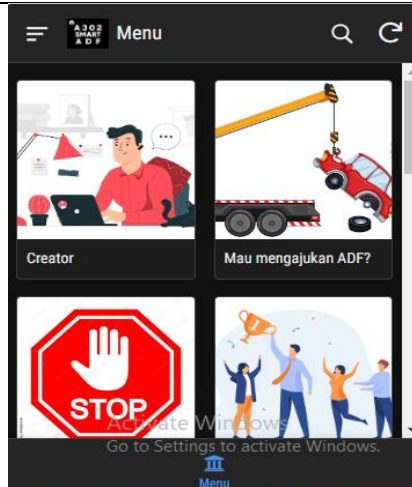 A302
SMART
ADF
Menu
Creator
Mau mengajukan ADF?
STOP
Activate Windows
Go to Settings to activate Windows.
Menu